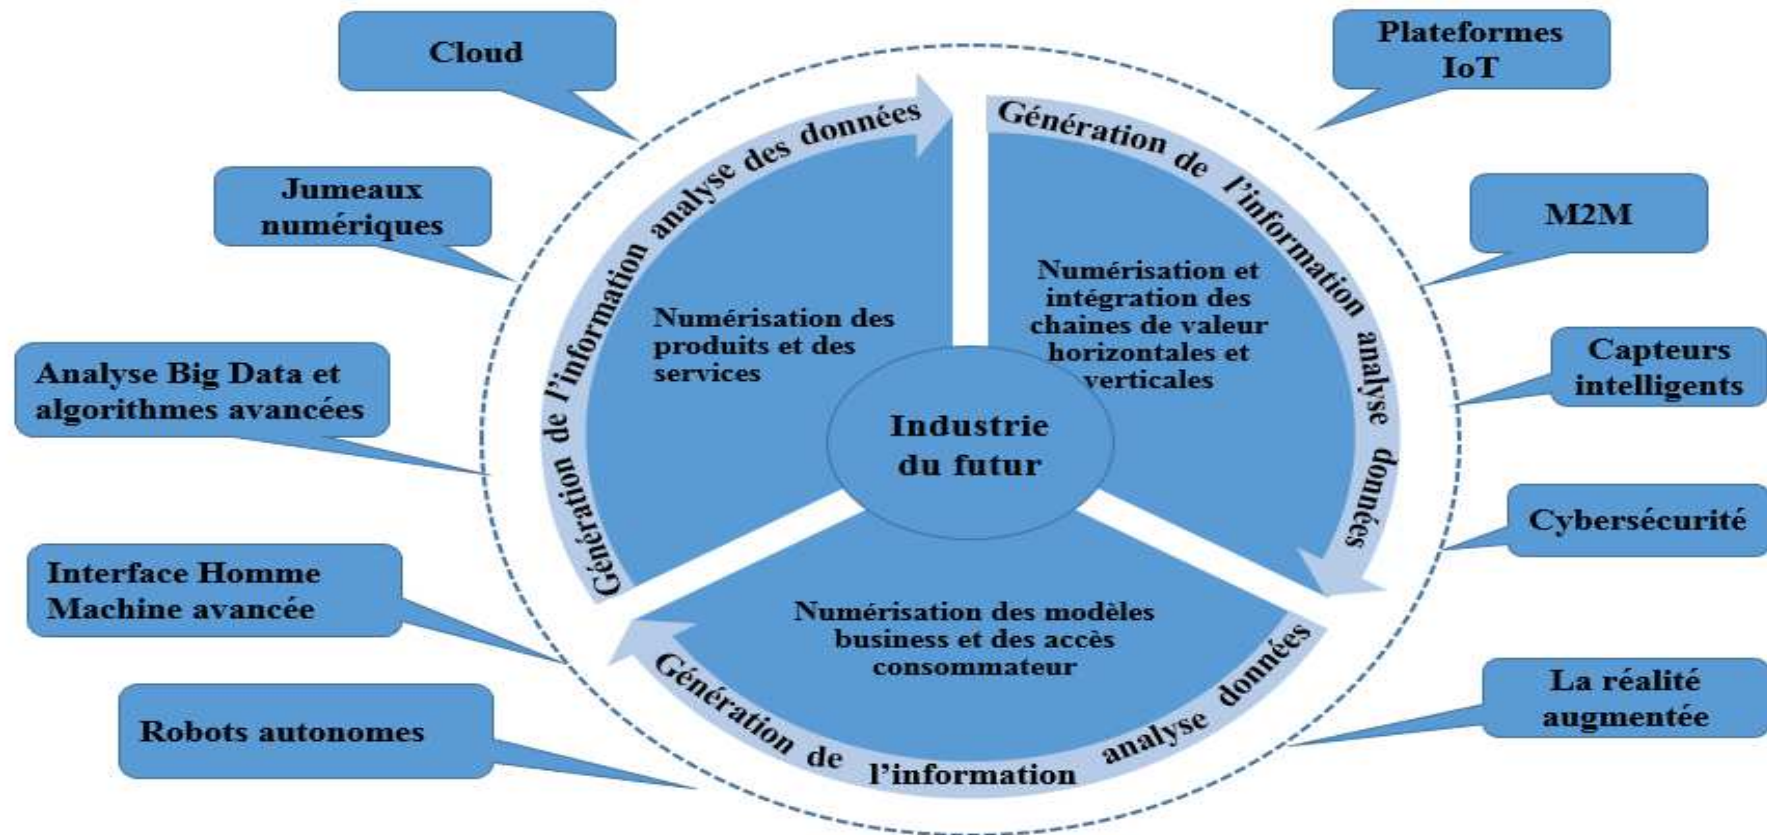 Cloud
Plateformes
IoT
Jumeaux
numériques
M2M
Analyse Big Data et
algorithmes avancées
Capteurs
intelligents
Interface Homme
Machine avancée
Cybersécurité
Robots autonomes
La réalité
augmentée
Génération de l'information analyse des données
Génération de l'information analyse données
Génération de l'information analyse données
Numérisation des
produits et des
services
Numérisation et
intégration des
chaines de valeur
horizontales et
verticales
Industrie
du futur
Numérisation des modèles
business et des accès
consommateur